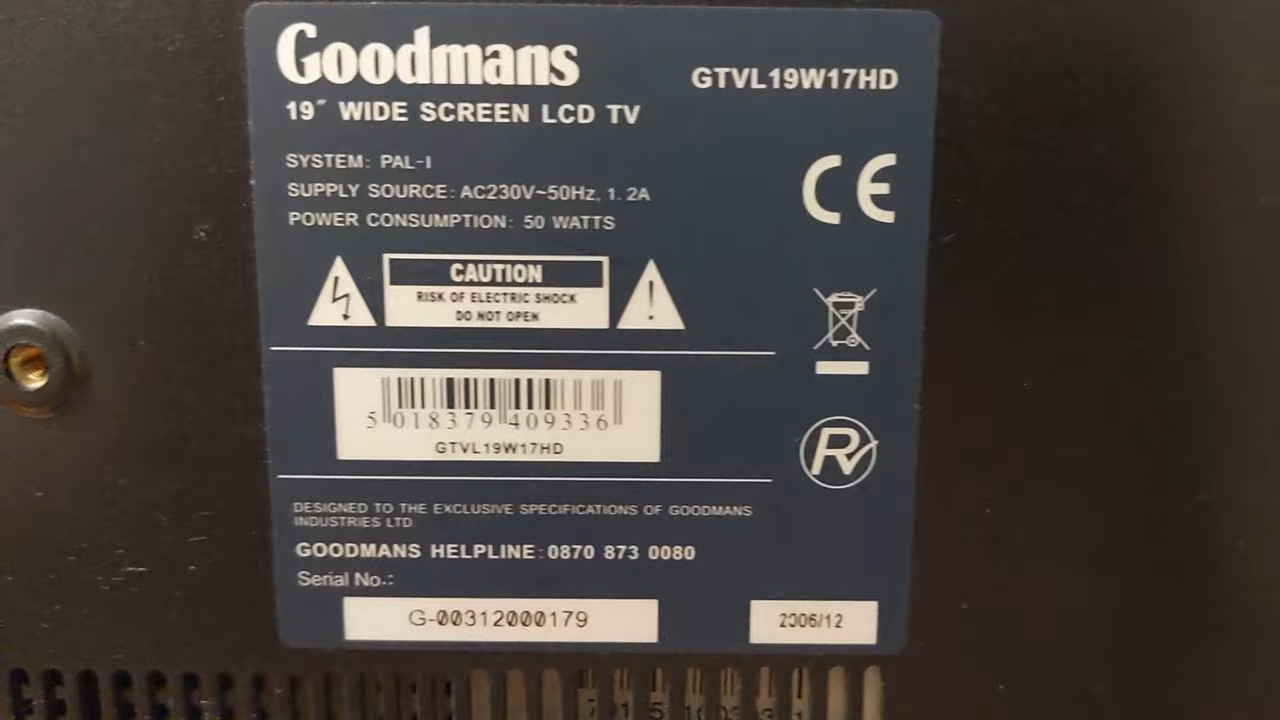 Goodmans
GTVL19W17HD
19″ WIDE SCREEN LCD TV
SYSTEM: PAL-I
SUPPLY SOURCE: AC230V~50Hz, 1. 2A
POWER CONSUMPTION: 50 WATTS
CE
CAUTION
RISK OF ELECTRIC SHOCK
DO NOT OPEN
5 018379 409336
GTVL19W17HD
R
DESIGNED TO THE EXCLUSIVE SPECIFICATIONS OF GOODMANS
INDUSTRIES LTD.
GOODMANS HELPLINE: 0870 873 0080
Serial No.:
G-00312000179
2006/12